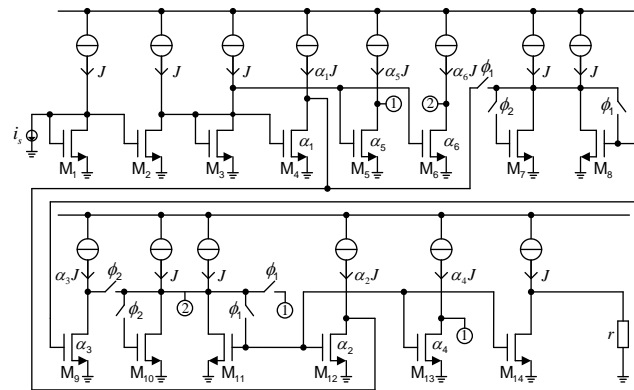 J J J α₁J α₅J α₆J ϕ₁ J J
① ② ϕ₂ ϕ₁
iₛ α₁ α₅ α₆
M₁ M₂ M₃ M₄ M₅ M₆ M₇ M₈
α₃J ϕ₂ J J ϕ₁ α₂J α₄J J
ϕ₂ ② ϕ₁ ① ①
α₃ α₂ α₄ r
M₉ M₁₀ M₁₁ M₁₂ M₁₃ M₁₄